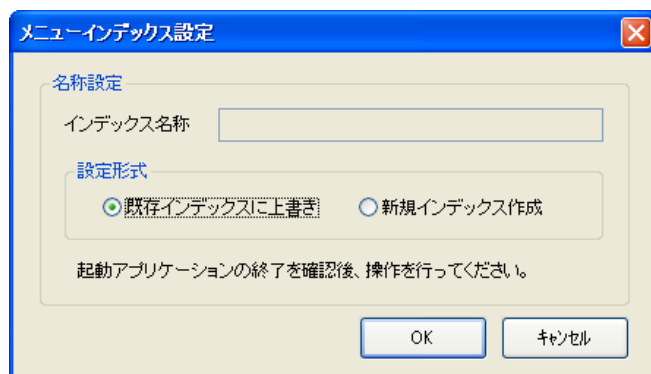 メニューインデックス設定
名称設定
インデックス名称
設定形式
既存インデックスに上書き 新規インデックス作成
起動アプリケーションの終了を確認後、操作を行ってください。
OK キャンセル